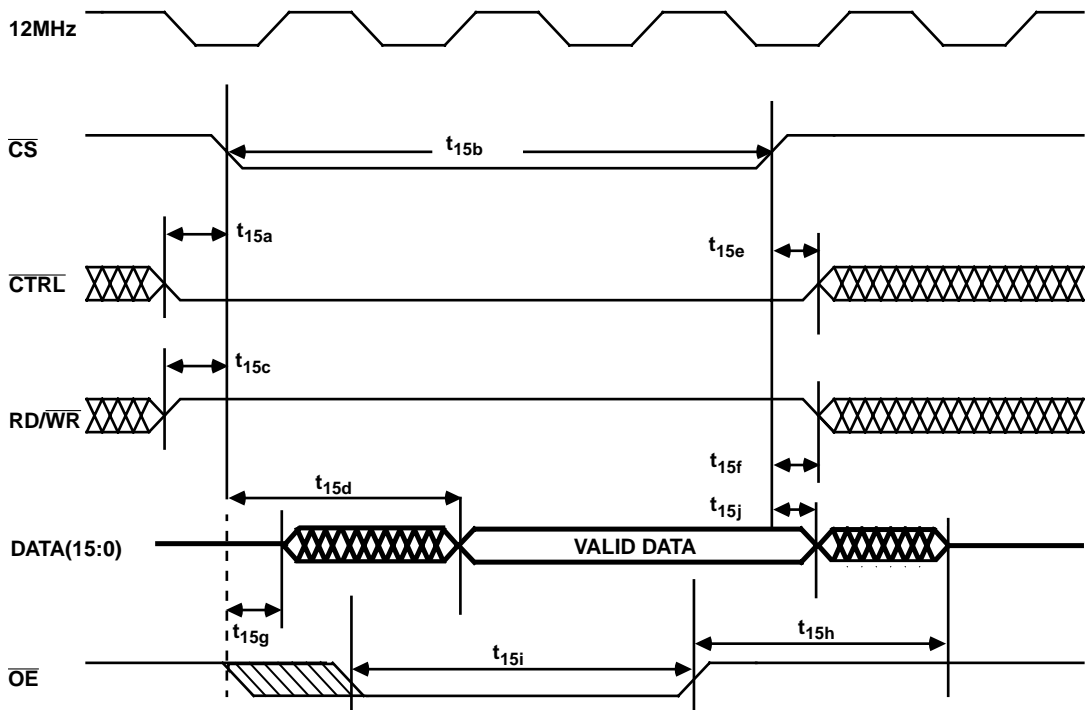 12MHz
CS
t15b
t15a
t15e
CTRL
t15c
RD/WR
t15f
t15d
t15j
DATA(15:0)
VALID DATA
t15g
t15h
t15i
OE